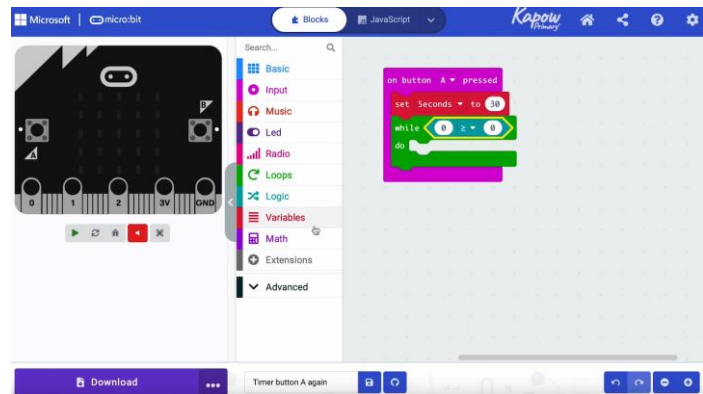 Microsoft | micro:bit
Blocks
JavaScript
Kapow
Primary
Search...
Basic
Input
Music
Led
Radio
Loops
Logic
Variables
Math
Extensions
Advanced
on button A pressed
set Seconds to 30
while 0 ≥ 0
do
A
B
0 1 2 3V GND
Download
Timer button A again